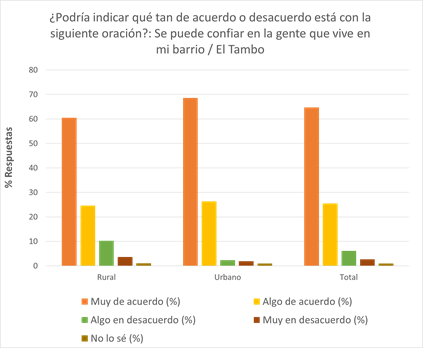 ¿Podría indicar qué tan de acuerdo o desacuerdo está con la
siguiente oración?: Se puede confiar en la gente que vive en
mi barrio / El Tambo
80
70
60
50
40
30
20
10
0
% Respuestas
Rural Urbano Total
Muy de acuerdo (%) Algo de acuerdo (%)
Algo en desacuerdo (%) Muy en desacuerdo (%)
No lo sé (%)